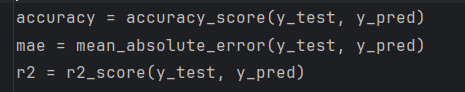 accuracy = accuracy_score(y_test, y_pred)
mae = mean_absolute_error(y_test, y_pred)
r2 = r2_score(y_test, y_pred)